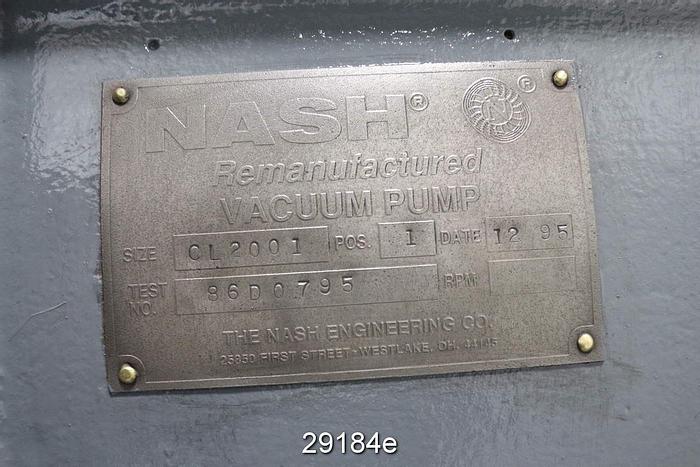 NASH® N ®
Remanufactured
VACUUM PUMP
SIZE CL2001 POS. 1 DATE 12 95
TEST NO. 86D0795 RPM
THE NASH ENGINEERING CO.
25950 FIRST STREET • WESTLAKE, OH. 44145
29184e